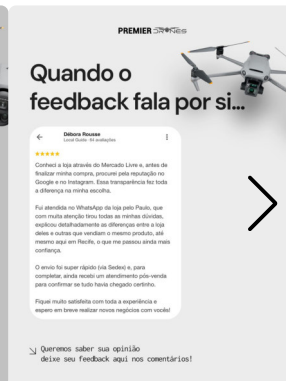 PREMIER DRONES
Quando o
feedback fala por si...
Débora Rousse
Local Guide · 64 avaliações
Conheci a loja através do Mercado Livre e, antes de
finalizar minha compra, procurei pela reputação no
Google e no Instagram. Essa transparência fez toda
a diferença na minha escolha.
Fui atendida no WhatsApp da loja pelo Paulo, que
com muita atenção tirou todas as minhas dúvidas,
explicou detalhadamente as diferenças entre a loja
deles e outras que vendiam o mesmo produto, até
mesmo aqui em Recife, o que me passou ainda mais
confiança.
O envio foi super rápido (via Sedex) e, para
completar, ainda recebi um atendimento pós-venda
para confirmar se tudo havia chegado certinho.
Fiquei muito satisfeita com toda a experiência e
espero em breve realizar novos negócios com vocês!
Queremos saber sua opinião
deixe seu feedback aqui nos comentários!